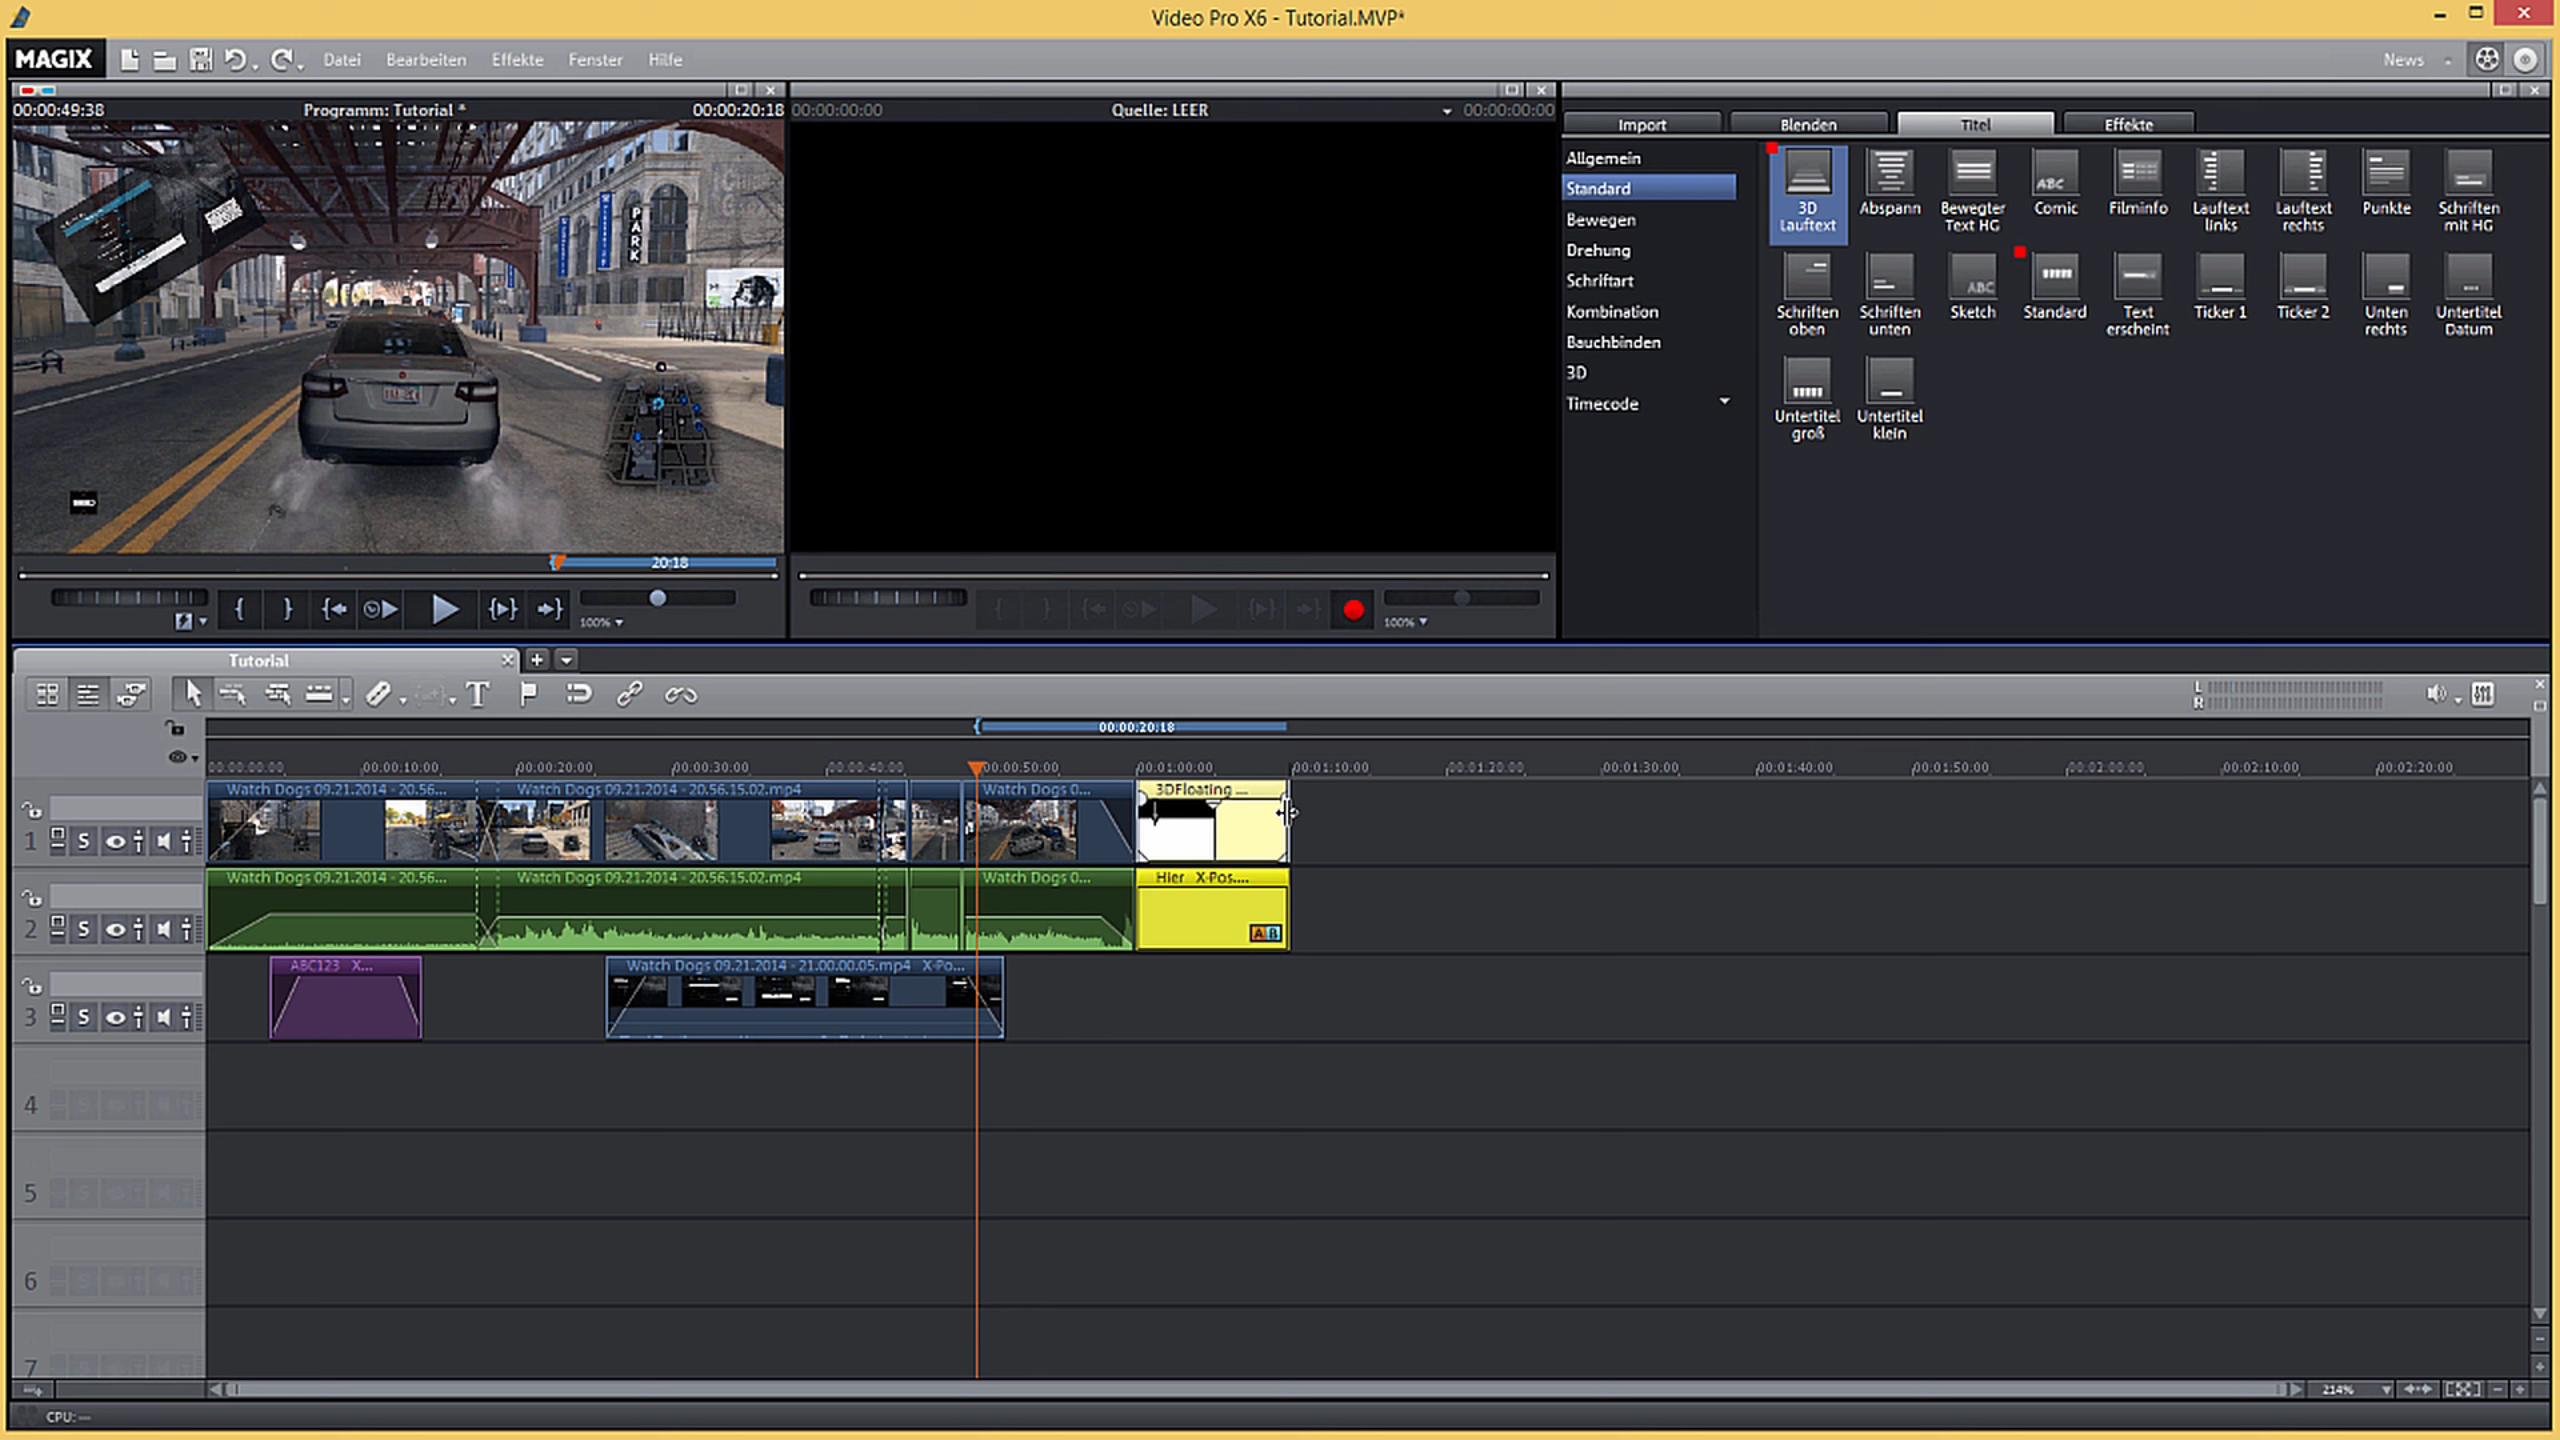 Video Pro X6 - Tutorial.MVP*
MAGIX Datei Bearbeiten Effekte Fenster Hilfe News
00:00:49:38 Programm: Tutorial * 00:00:20:18
00:00:00:00 Quelle: LEER 00:00:00:00
Import Blenden Titel Effekte
Allgemein
Standard
Bewegen
Drehung
Schriftart
Kombination
Bauchbinden
3D
Timecode
3D Lauftext
Abspann
Bewegter Text HG
Comic
Filminfo
Lauftext links
Lauftext rechts
Punkte
Schriften mit HG
Schriften oben
Schriften unten
Sketch
Standard
Text erscheint
Ticker 1
Ticker 2
Unten rechts
Untertitel Datum
Untertitel groß
Untertitel klein
PARK
20:18
100%
100%
Tutorial
L
R
00:00:20:18
00:00:00:00 00:00:10:00 00:00:20:00 00:00:30:00 00:00:40:00 00:00:50:00 00:01:00:00 00:01:10:00 00:01:20:00 00:01:30:00 00:01:40:00 00:01:50:00 00:02:00:00 00:02:10:00 00:02:20:00
Watch Dogs 09.21.2014 - 20.56... Watch Dogs 09.21.2014 - 20.56.15.02.mp4 Watch Dogs 0... 3DFloating ...
1 S
Watch Dogs 09.21.2014 - 20.56... Watch Dogs 09.21.2014 - 20.56.15.02.mp4 Watch Dogs 0... Hier X-Pos....
2 S A B
ABC123 X... Watch Dogs 09.21.2014 - 21.00.00.05.mp4 X-Po...
3 S
4 S
5 S
6 S
7
214%
CPU: —